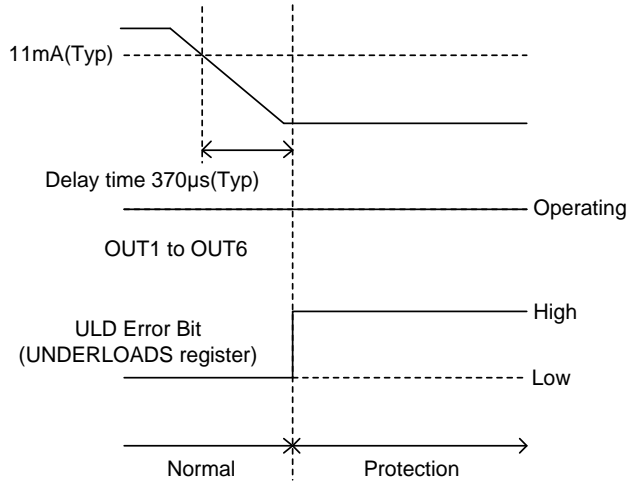 11mA(Typ)
Delay time 370µs(Typ)
Operating
OUT1 to OUT6
High
ULD Error Bit
(UNDERLOADS register)
Low
Normal
Protection